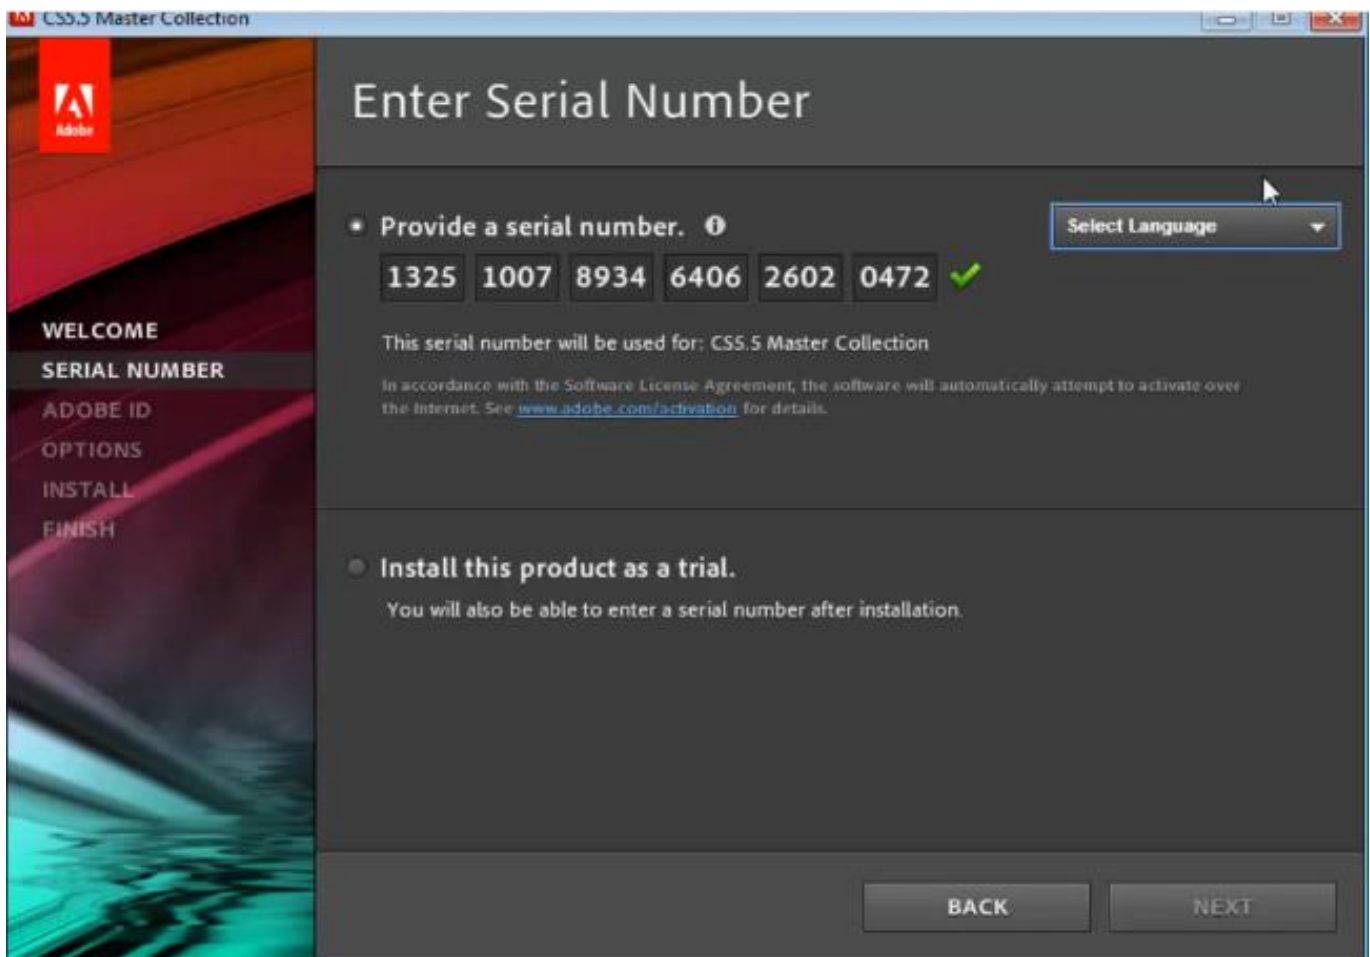 CS5.5 Master Collection
Adobe
Enter Serial Number
Provide a serial number.
Select Language
1325 1007 8934 6406 2602 0472
This serial number will be used for: CS5.5 Master Collection
In accordance with the Software License Agreement, the software will automatically attempt to activate over
the Internet. See www.adobe.com/activation for details.
WELCOME
SERIAL NUMBER
ADOBE ID
OPTIONS
INSTALL
FINISH
Install this product as a trial.
You will also be able to enter a serial number after installation.
BACK
NEXT